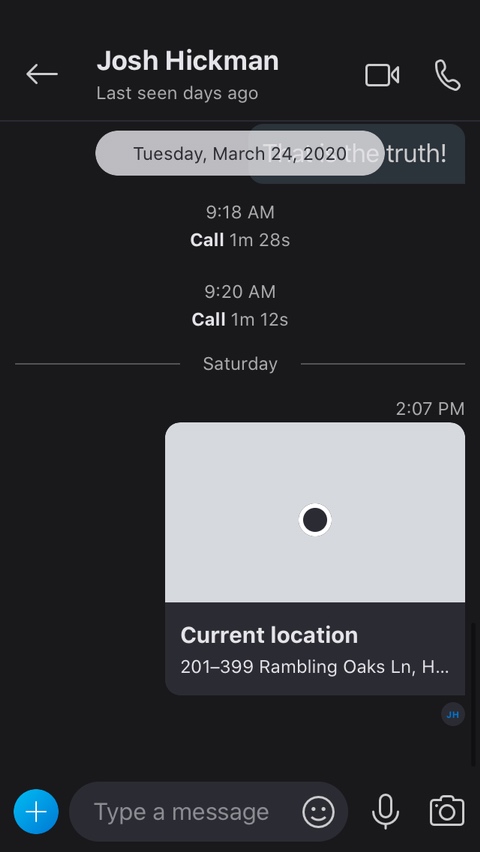 Josh Hickman
Last seen days ago
Tuesday, March 24, 2020
That is the truth!
9:18 AM
Call 1m 28s
9:20 AM
Call 1m 12s
Saturday
2:07 PM
Current location
201–399 Rambling Oaks Ln, H...
JH
Type a message